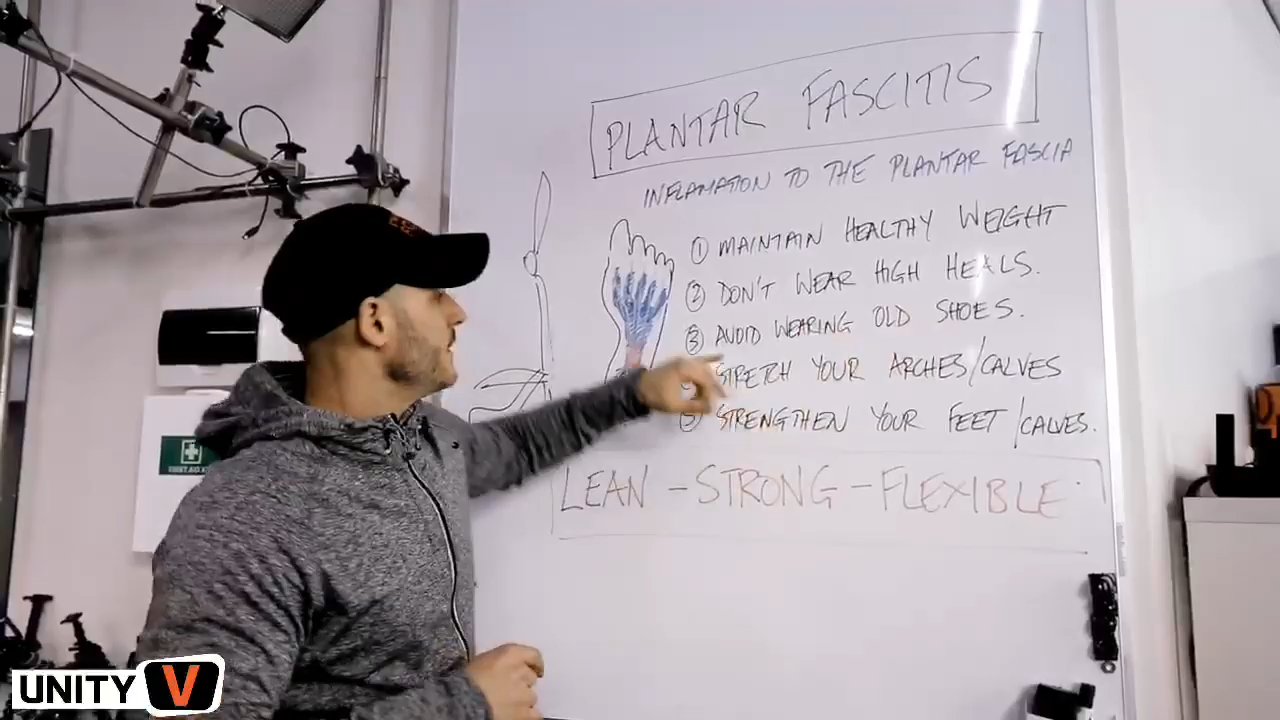 PLANTAR FASCITIS
INFLAMATION TO THE PLANTAR FASCIA
① MAINTAIN HEALTHY WEIGHT
② DON'T WEAR HIGH HEALS.
③ AVOID WEARING OLD SHOES.
STRETCH YOUR ARCHES/CALVES
⑤ STRENGTHEN YOUR FEET/CALVES.
LEAN - STRONG - FLEXIBLE
UNITY V